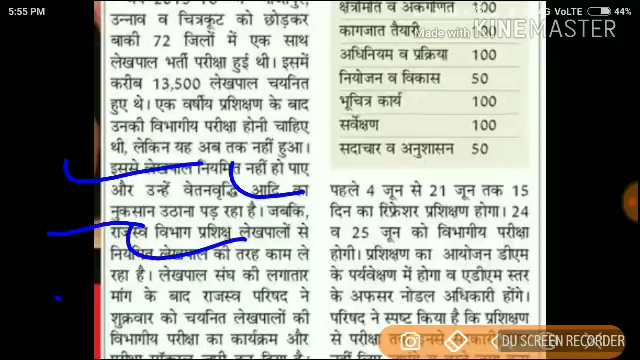 5:55 PM
G VoLTE 52%
Made with
KINEMASTER
उन्नाव व चित्रकूट को छोड़कर
बाकी 72 जिलों में एक साथ
लेखपाल भर्ती परीक्षा हुई थी। इसमें
करीब 13,500 लेखपाल चयनित
हुए थे। एक वर्षीय प्रशिक्षण के बाद
उनकी विभागीय परीक्षा होनी चाहिए
थी, लेकिन यह अब तक नहीं हुआ।
इससे लेखपाल नियमित नहीं हो पाए
और उन्हें वेतनवृद्धि आदि का
नुकसान उठाना पड़ रहा है। जबकि,
राजस्व विभाग प्रशिक्षु लेखपालों से
नियमित लेखपाल की तरह काम ले
रहा है। लेखपाल संघ की लगातार
मांग के बाद राजस्व परिषद ने
शुक्रवार को चयनित लेखपालों की
विभागीय परीक्षा का कार्यक्रम और
क्षेत्रमिति व अंकगणित 100
कागजात तैयारी
अधिनियम व प्रक्रिया 100
नियोजन व विकास 50
भूचित्र कार्य 100
सर्वेक्षण 100
सदाचार व अनुशासन 50
पहले 4 जून से 21 जून तक 15
दिन का रिफ्रेशर प्रशिक्षण होगा। 24
व 25 जून को विभागीय परीक्षा
होगी। प्रशिक्षण का आयोजन डीएम
के पर्यवेक्षण में होगा व एडीएम स्तर
के अफसर नोडल अधिकारी होंगे।
परिषद ने स्पष्ट किया है कि प्रशिक्षण
से परीक्षा
DU SCREEN RECORDER